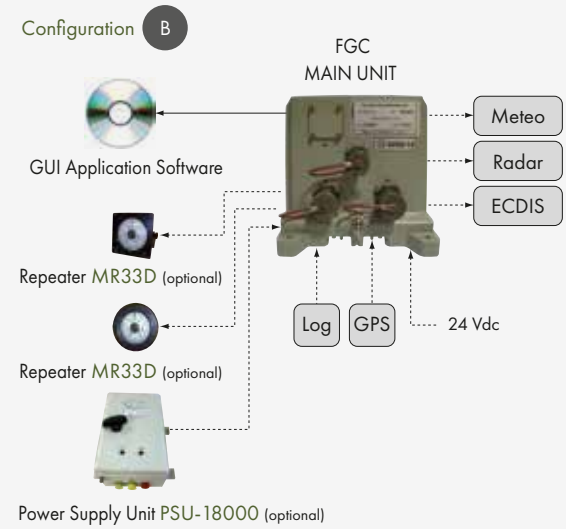 Configuration B
FGC
MAIN UNIT
GUI Application Software
Meteo
Radar
ECDIS
Repeater MR33D (optional)
Log
GPS
24 Vdc
Repeater MR33D (optional)
Power Supply Unit PSU-18000 (optional)